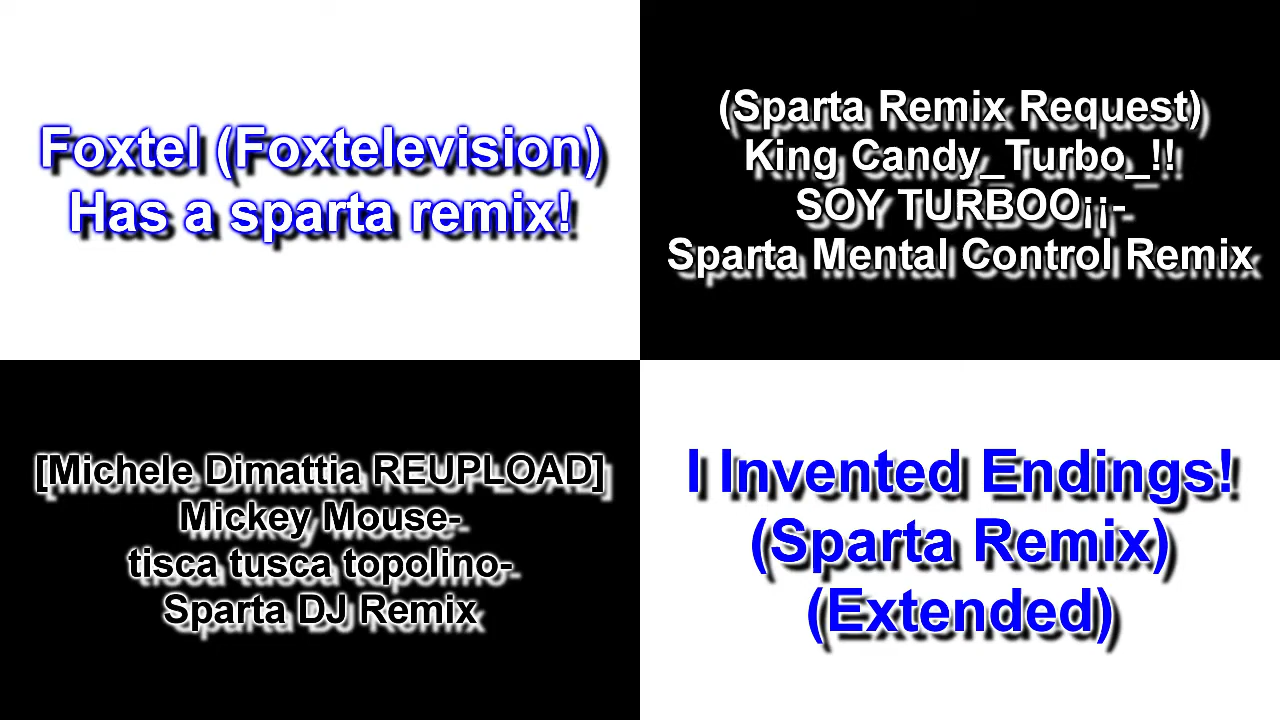 Foxtel (Foxtelevision)
Has a sparta remix!
(Sparta Remix Request)
King Candy_Turbo_!!
SOY TURBOO¡¡-
Sparta Mental Control Remix
[Michele Dimattia REUPLOAD]
Mickey Mouse-
tisca tusca topolino-
Sparta DJ Remix
I Invented Endings!
(Sparta Remix)
(Extended)